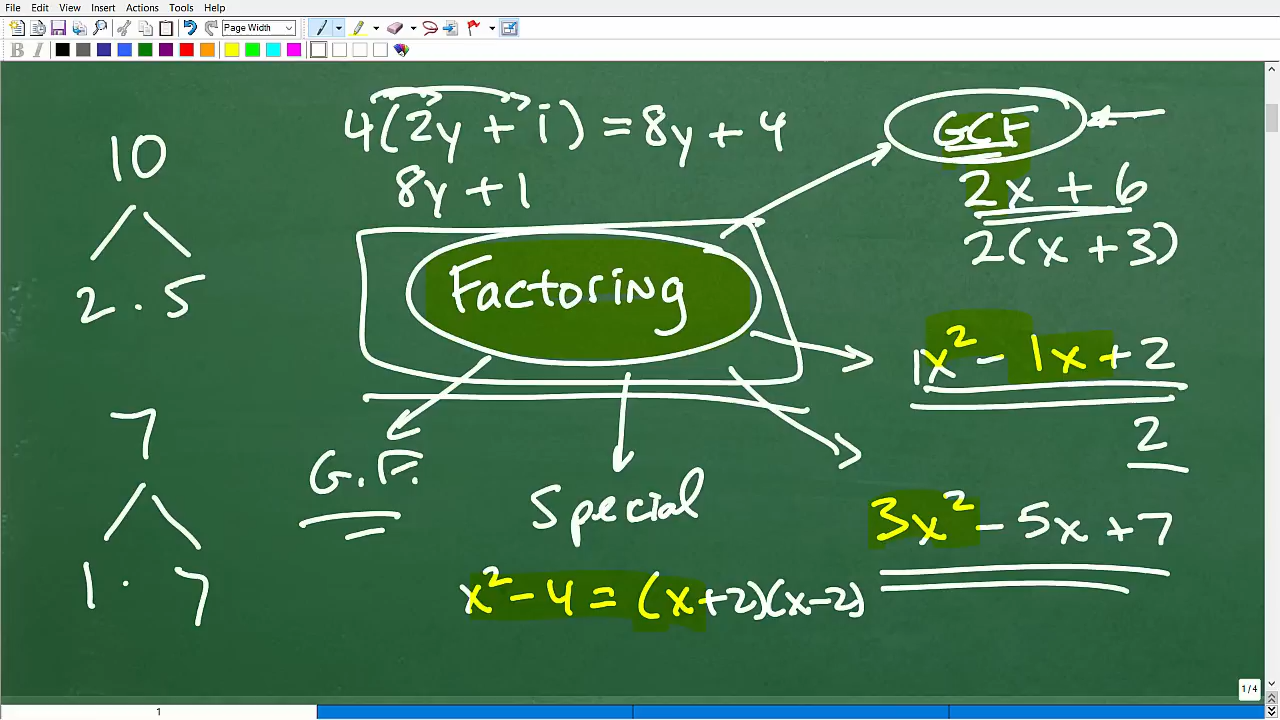 File Edit View Insert Actions Tools Help
Page Width
B I
10
2 . 5
7
1 . 7
4(2y + 1) = 8y + 4
8y + 1
Factoring
GCF
2x + 6
2(x + 3)
1x² - 1x + 2
2
3x² - 5x + 7
G.F.
Special
x² - 4 = (x+2)(x-2)
1/4
1